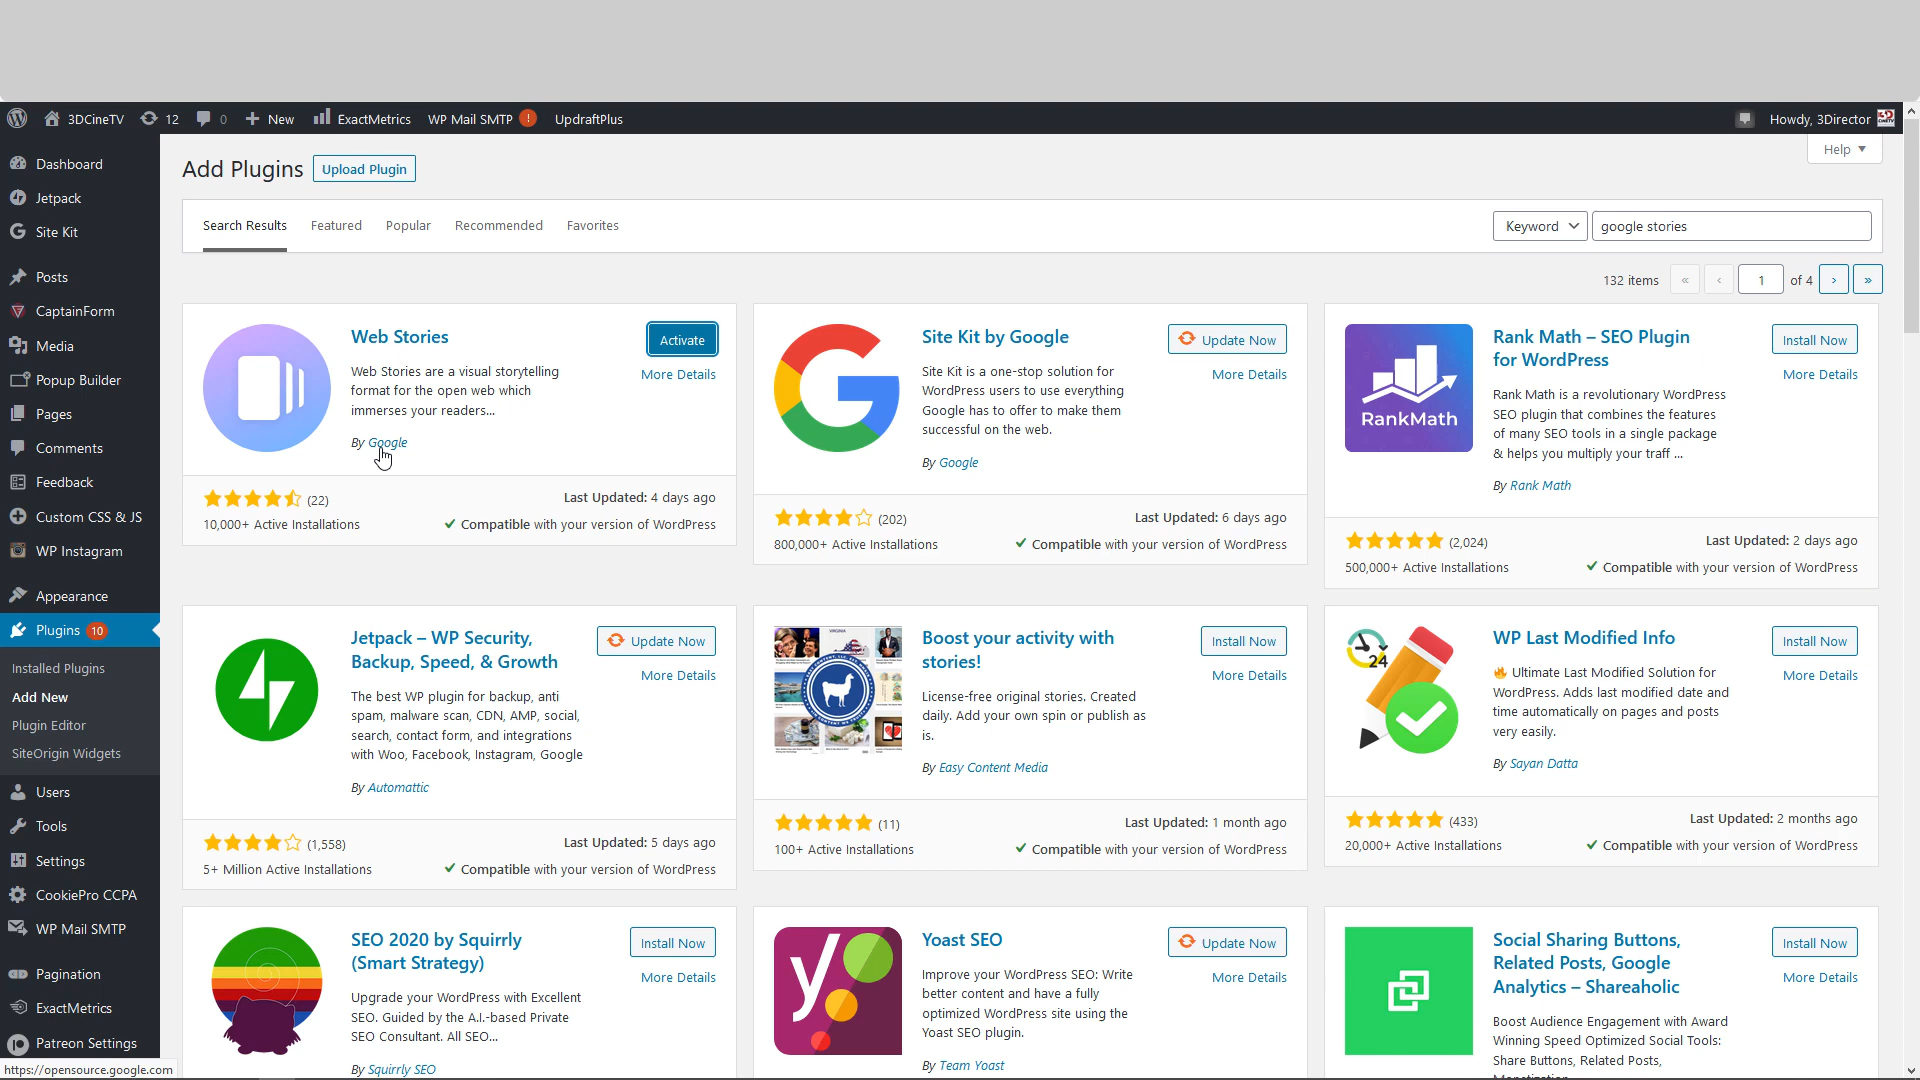 3DCineTV 12 0 New ExactMetrics WP Mail SMTP ! UpdraftPlus Howdy, 3Director
Help
Dashboard
Jetpack
Site Kit
Posts
CaptainForm
Media
Popup Builder
Pages
Comments
Feedback
Custom CSS & JS
WP Instagram
Appearance
Plugins 10
Installed Plugins
Add New
Plugin Editor
SiteOrigin Widgets
Users
Tools
Settings
CookiePro CCPA
WP Mail SMTP
Pagination
ExactMetrics
Patreon Settings
https://opensource.google.com
Add Plugins Upload Plugin
Search Results Featured Popular Recommended Favorites Keyword google stories
132 items « ‹ 1 of 4 › »
Web Stories
Activate
More Details
Web Stories are a visual storytelling
format for the open web which
immerses your readers...
By Google
(22)
Last Updated: 4 days ago
10,000+ Active Installations
Compatible with your version of WordPress
Site Kit by Google
Update Now
More Details
Site Kit is a one-stop solution for
WordPress users to use everything
Google has to offer to make them
successful on the web.
By Google
(202)
Last Updated: 6 days ago
800,000+ Active Installations
Compatible with your version of WordPress
RankMath
Rank Math – SEO Plugin
for WordPress
Install Now
More Details
Rank Math is a revolutionary WordPress
SEO plugin that combines the features
of many SEO tools in a single package
& helps you multiply your traff ...
By Rank Math
(2,024)
Last Updated: 2 days ago
500,000+ Active Installations
Compatible with your version of WordPress
Jetpack – WP Security,
Backup, Speed, & Growth
Update Now
More Details
The best WP plugin for backup, anti
spam, malware scan, CDN, AMP, social,
search, contact form, and integrations
with Woo, Facebook, Instagram, Google
By Automattic
(1,558)
Last Updated: 5 days ago
5+ Million Active Installations
Compatible with your version of WordPress
Boost your activity with
stories!
Install Now
More Details
License-free original stories. Created
daily. Add your own spin or publish as
is.
By Easy Content Media
(11)
Last Updated: 1 month ago
100+ Active Installations
Compatible with your version of WordPress
24
WP Last Modified Info
Install Now
More Details
🔥 Ultimate Last Modified Solution for
WordPress. Adds last modified date and
time automatically on pages and posts
very easily.
By Sayan Datta
(433)
Last Updated: 2 months ago
20,000+ Active Installations
Compatible with your version of WordPress
SEO 2020 by Squirrly
(Smart Strategy)
Install Now
More Details
Upgrade your WordPress with Excellent
SEO. Guided by the A.I.-based Private
SEO Consultant. All SEO...
By Squirrly SEO
y
Yoast SEO
Update Now
More Details
Improve your WordPress SEO: Write
better content and have a fully
optimized WordPress site using the
Yoast SEO plugin.
By Team Yoast
Social Sharing Buttons,
Related Posts, Google
Analytics – Shareaholic
Install Now
More Details
Boost Audience Engagement with Award
Winning Speed Optimized Social Tools:
Share Buttons, Related Posts,